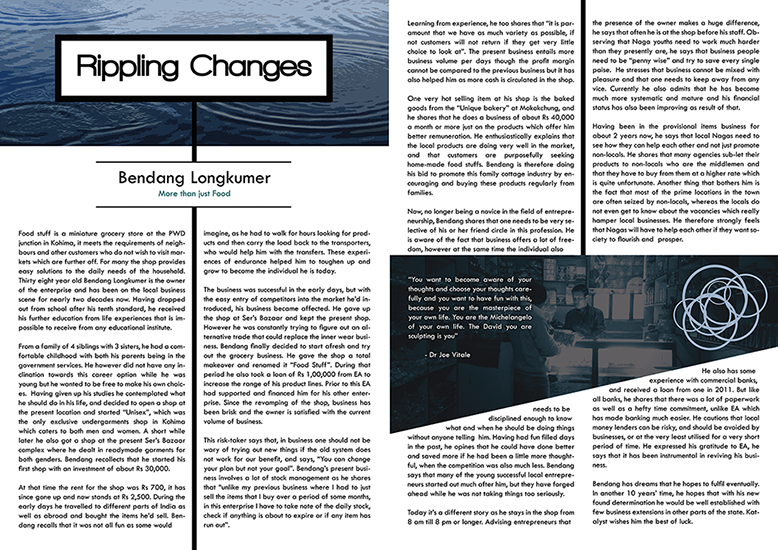 Rippling Changes
Bendang Longkumer
More than just Food
Food stuff is a miniature grocery store at the PWD
junction in Kohima, it meets the requirements of neigh-
bours and other customers who do not wish to visit mar-
kets which are further off. For many the shop provides
easy solutions to the daily needs of the household.
Thirty eight year old Bendang Longkumer is the owner
of the enterprise and has been on the local business
scene for nearly two decades now. Having dropped
out from school after his tenth standard, he received
his further education from life experiences that is im-
possible to receive from any educational institute.
From a family of 4 siblings with 3 sisters, he had a com-
fortable childhood with both his parents being in the
government services. He however did not have any in-
clination towards this career option while he was
young but he wanted to be free to make his own choic-
es. Having given up his studies he contemplated what
he should do in his life, and decided to open a shop at
the present location and started "Unisex", which was
the only exclusive undergarments shop in Kohima
which caters to both men and women. A short while
later he also got a shop at the present Ser's Bazaar
complex where he dealt in readymade garments for
both genders. Bendang recollects that he started his
first shop with an investment of about Rs 30,000.
At that time the rent for the shop was Rs 700, it has
since gone up and now stands at Rs 2,500. During the
early days he travelled to different parts of India as
well as abroad and bought the items he'd sell. Ben-
dang recalls that it was not all fun as some would
imagine, as he had to walk for hours looking for prod-
ucts and then carry the load back to the transporters,
who would help him with the transfers. These experi-
ences of endurance helped him to toughen up and
grow to become the individual he is today.
The business was successful in the early days, but with
the easy entry of competitors into the market he'd in-
troduced, his business became affected. He gave up
the shop at Ser's Bazaar and kept the present shop.
However he was constantly trying to figure out an al-
ternative trade that could replace the inner wear busi-
ness. Bendang finally decided to start afresh and try
out the grocery business. He gave the shop a total
makeover and renamed it "Food Stuff". During that
period he also took a loan of Rs 1,00,000 from EA to
increase the range of his product lines. Prior to this EA
had supported and financed him for his other enter-
prise. Since the revamping of the shop, business has
been brisk and the owner is satisfied with the current
volume of business.
This risk-taker says that, in business one should not be
wary of trying out new things if the old system does
not work for our benefit, and says, "You can change
your plan but not your goal". Bendang's present busi-
ness involves a lot of stock management as he shares
that "unlike my previous business where I had to just
sell the items that I buy over a period of some months,
in this enterprise I have to take note of the daily stock,
check if anything is about to expire or if any item has
run out".
Learning from experience, he too shares that "it is par-
amount that we have as much variety as possible, if
not customers will not return if they get very little
choice to look at". The present business entails more
business volume per days though the profit margin
cannot be compared to the previous business but it has
also helped him as more cash is circulated in the shop.
One very hot selling item at his shop is the baked
goods from the "Unique bakery" at Mokokchung, and
he shares that he does a business of about Rs 40,000
a month or more just on the products which offer him
better remuneration. He enthusiastically explains that
the local products are doing very well in the market,
and that customers are purposefully seeking
home-made food stuffs. Bendang is therefore doing
his bid to promote this family cottage industry by en-
couraging and buying these products regularly from
families.
Now, no longer being a novice in the field of entrepre-
neurship, Bendang shares that one needs to be very se-
lective of his or her friend circle in this profession. He
is aware of the fact that business offers a lot of free-
dom, however at the same time the individual also
"You want to become aware of your
thoughts and choose your thoughts care-
fully and you want to have fun with this,
because you are the masterpiece of
your own life. You are the Michelangelo
of your own life. The David you are
sculpting is you"
- Dr Joe Vitale
needs to be
disciplined enough to know
what and when he should be doing things
without anyone telling him. Having had fun filled days
in the past, he opines that he could have done better
and saved more if he had been a little more thought-
ful, when the competition was also much less. Bendang
says that many of the young successful local entrepre-
neurs started out much after him, but they have forged
ahead while he was not taking things too seriously.
Today it's a different story as he stays in the shop from
8 am till 8 pm or longer. Advising entrepreneurs that
the presence of the owner makes a huge difference,
he says that often he is at the shop before his staff. Ob-
serving that Naga youths need to work much harder
than they presently are, he says that business people
need to be "penny wise" and try to save every single
paise. He stresses that business cannot be mixed with
pleasure and that one needs to keep away from any
vice. Currently he also admits that he has become
much more systematic and mature and his financial
status has also been improving as result of that.
Having been in the provisional items business for
about 2 years now, he says that local Nagas need to
see how they can help each other and not just promote
non-locals. He shares that many agencies sub-let their
products to non-locals who are the middlemen and
that they have to buy from them at a higher rate which
is quite unfortunate. Another thing that bothers him is
the fact that most of the prime locations in the town
are often seized by non-locals, whereas the locals do
not even get to know about the vacancies which really
hamper local businesses. He therefore strongly feels
that Nagas will have to help each other if they want so-
ciety to flourish and prosper.
He also has some
experience with commercial banks,
and received a loan from one in 2011. But like
all banks, he shares that there was a lot of paperwork
as well as a hefty commitment, unlike EA which
has made banking much easier. He cautions that local
money lenders can be risky, and should be avoided by
businesses, or at the very least utilised for a very short
period of time. He expressed his gratitude to EA, he
says that it has been instrumental in reviving his busi-
ness.
Bendang has dreams that he hopes to fulfil eventually.
In another 10 years' time, he hopes that with his new
found determination he would be well established with
few business extensions in other parts of the state. Kat-
alyst wishes him the best of luck.